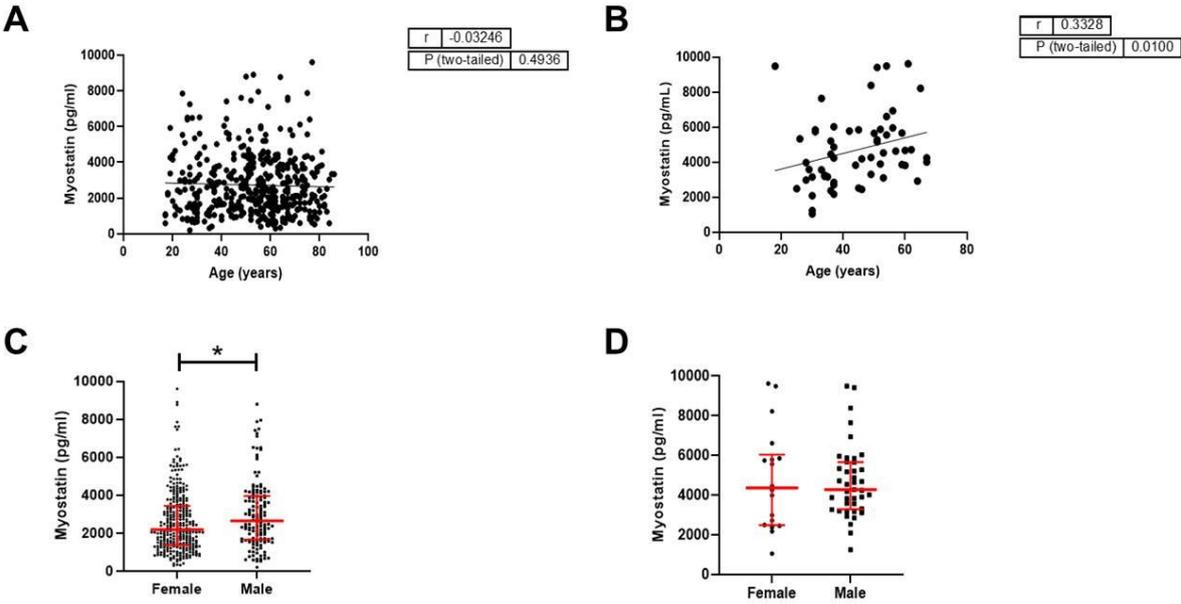 A
r -0.03246
P (two-tailed) 0.4936
10000
8000
6000
4000
2000
0
Myostatin (pg/ml)
0 20 40 60 80 100
Age (years)
B
r 0.3328
P (two-tailed) 0.0100
10000
8000
6000
4000
2000
0
Myostatin (pg/mL)
0 20 40 60 80
Age (years)
C
*
10000
8000
6000
4000
2000
0
Myostatin (pg/ml)
Female Male
D
10000
8000
6000
4000
2000
0
Myostatin (pg/ml)
Female Male